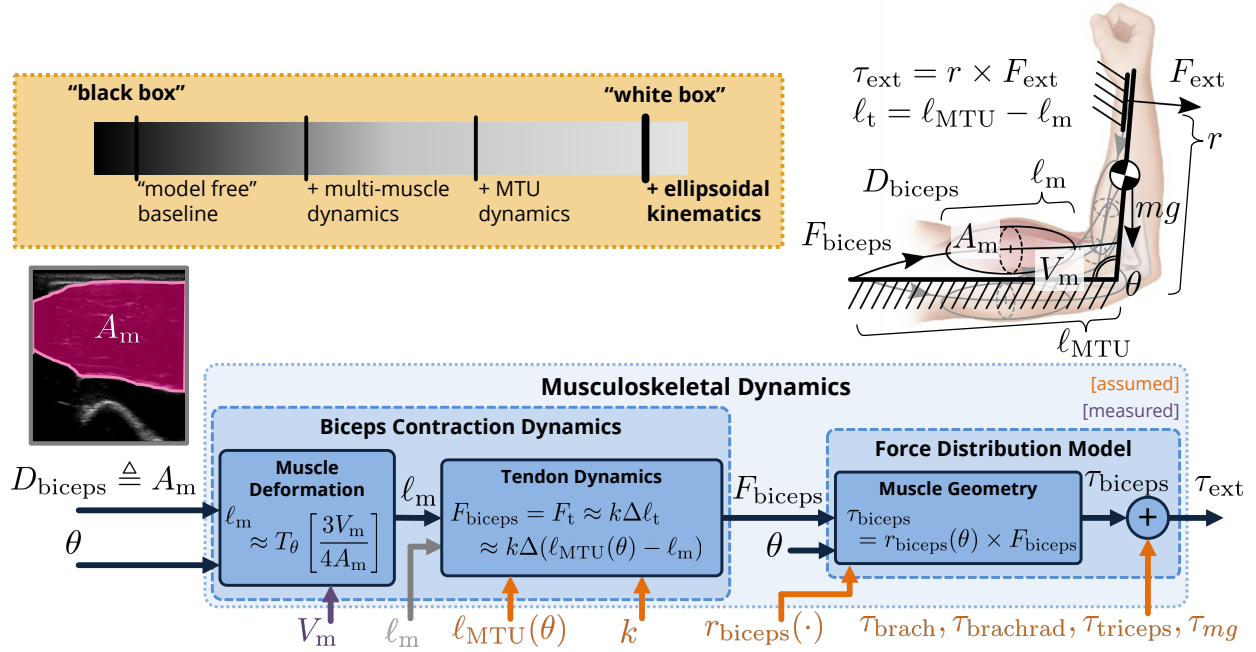 “black box”
“white box”
“model free” baseline
+ multi-muscle dynamics
+ MTU dynamics
+ ellipsoidal kinematics
τ_ext = r × F_ext
ℓ_t = ℓ_MTU − ℓ_m
F_ext
r
D_biceps
ℓ_m
mg
F_biceps
A_m
V_m
θ
ℓ_MTU
A_m
Musculoskeletal Dynamics
[assumed]
[measured]
Biceps Contraction Dynamics
Force Distribution Model
D_biceps ≜ A_m
θ
Muscle
Deformation
ℓ_m
≈ T_θ [3V_m / 4A_m]
ℓ_m
Tendon Dynamics
F_biceps = F_t ≈ kΔℓ_t
≈ kΔ(ℓ_MTU(θ) − ℓ_m)
F_biceps
θ
Muscle Geometry
τ_biceps
= r_biceps(θ) × F_biceps
τ_biceps
+
τ_ext
V_m
ℓ_m
ℓ_MTU(θ)
k
r_biceps(·)
τ_brach, τ_brachrad, τ_triceps, τ_mg